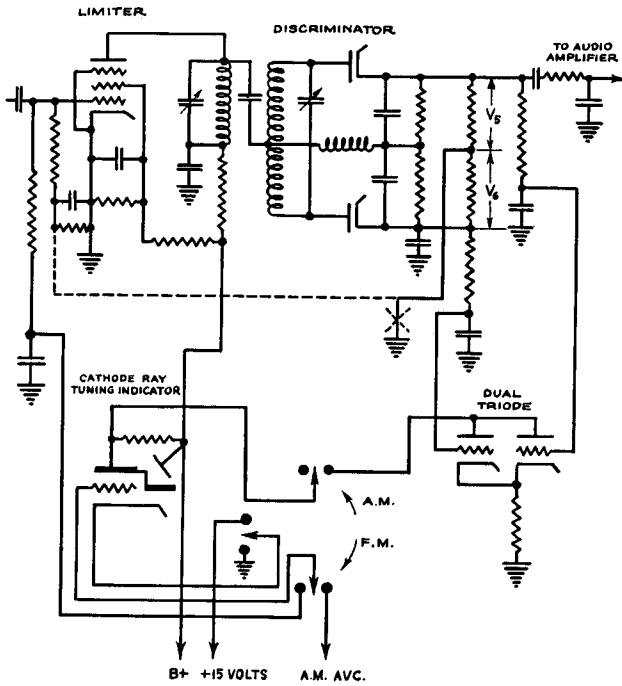 LIMITER
DISCRIMINATOR
TO AUDIO
AMPLIFIER
V5
V6
CATHODE RAY
TUNING INDICATOR
DUAL
TRIODE
A.M.
F.M.
B+ +15 VOLTS A.M. AVC.